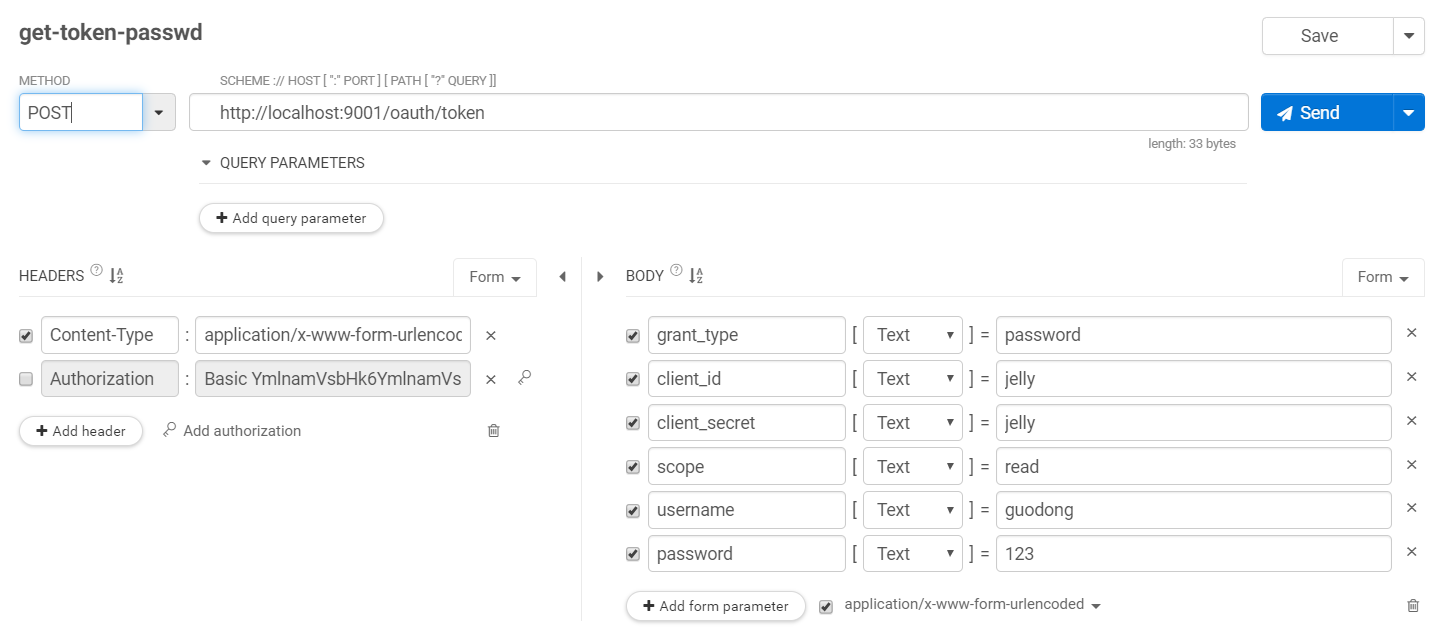 get-token-passwd
Save
METHOD
SCHEME :// HOST [ ":" PORT ] [ PATH [ "?" QUERY ]]
POST
http://localhost:9001/oauth/token
Send
length: 33 bytes
QUERY PARAMETERS
+ Add query parameter
HEADERS ?
Form
Content-Type : application/x-www-form-urlencoc ×
Authorization : Basic YmlnamVsbHk6YmlnamVs ×
+ Add header
Add authorization
BODY ?
Form
grant_type [ Text ] = password ×
client_id [ Text ] = jelly ×
client_secret [ Text ] = jelly ×
scope [ Text ] = read ×
username [ Text ] = guodong ×
password [ Text ] = 123 ×
+ Add form parameter
application/x-www-form-urlencoded